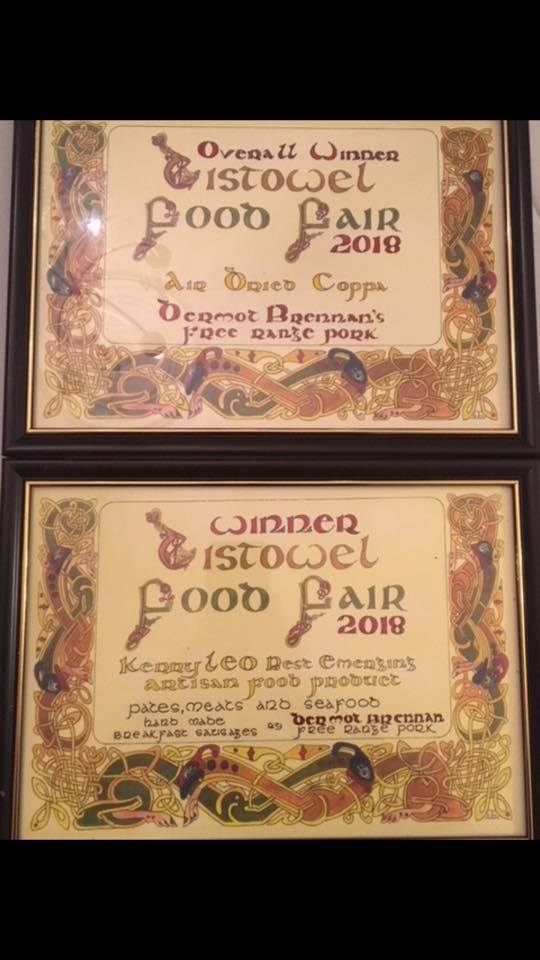 Overall Winner
Listowel
Food Fair
2018
Air Dried Coppa
Dermot Brennan's
Free range pork
Winner
Listowel
Food Fair
2018
Kerry LEO Best Emerging
artisan food product
pates, meats and seafood
hand made
Breakfast sausages by Dermot Brennan
Free Range Pork